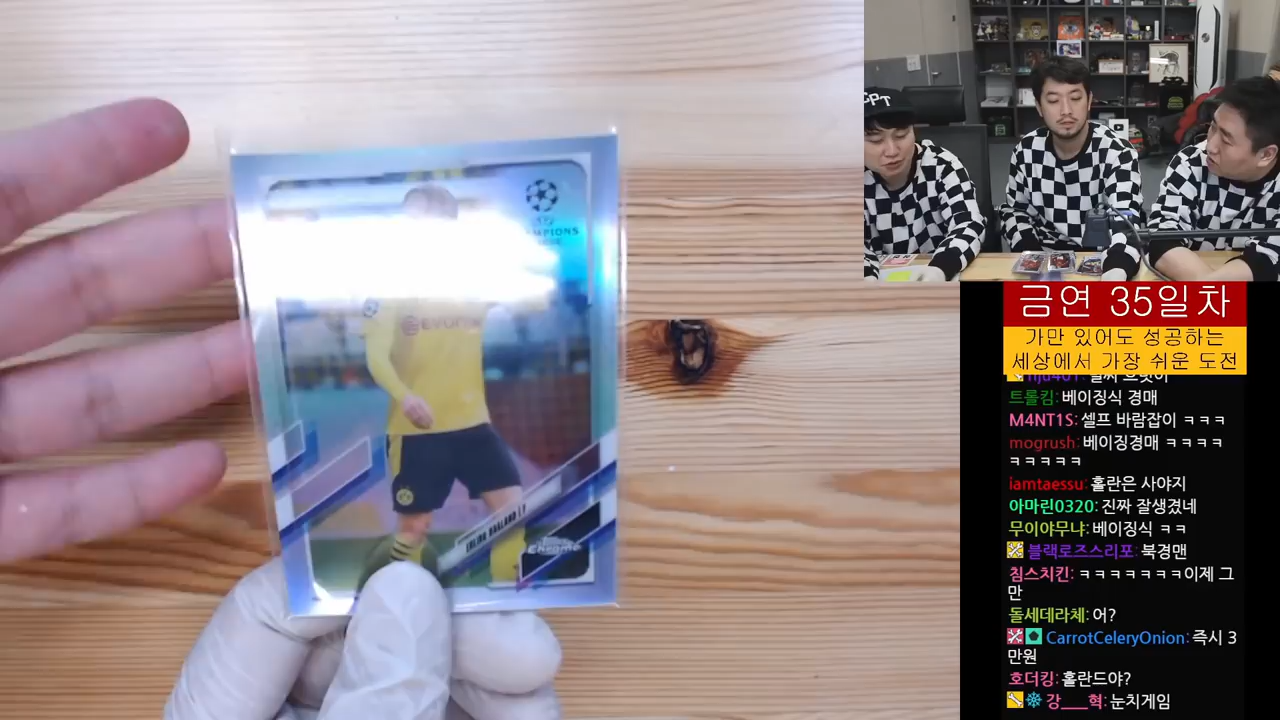 CPT
EVONIK
ERLING HAALAND
Topps
Chrome
금연 35일차
가만 있어도 성공하는
세상에서 가장 쉬운 도전
트롤킴: 베이징식 경매
M4NT1S: 셀프 바람잡이 ㅋㅋㅋ
mogrush: 베이징경매 ㅋㅋㅋㅋ
ㅋㅋㅋㅋㅋ
iamtaessu: 홀란은 사야지
아마린0320: 진짜 잘생겼네
무이야무냐: 베이징식 ㅋㅋ
블랙로즈스리포: 북경맨
침스치킨: ㅋㅋㅋㅋㅋㅋㅋ이제 그
만
돌세데라체: 어?
CarrotCeleryOnion: 즉시 3
만원
호더킹: 홀란드야?
강___혁: 눈치게임